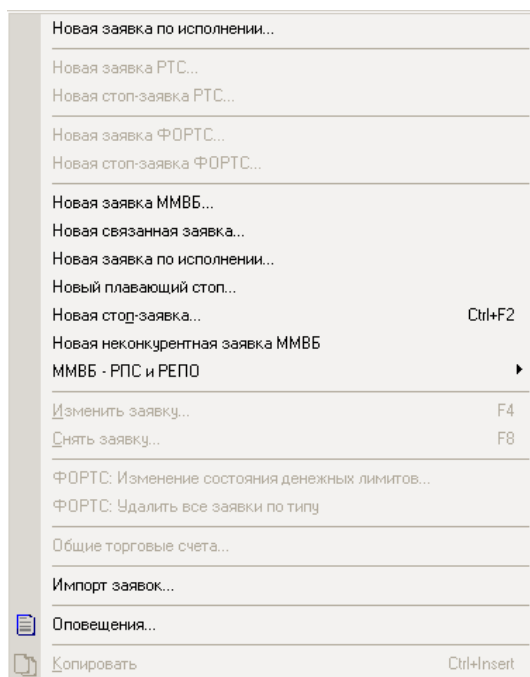 Новая заявка по исполнении...
Новая заявка РТС...
Новая стоп-заявка РТС...
Новая заявка ФОРТС...
Новая стоп-заявка ФОРТС...
Новая заявка ММВБ...
Новая связанная заявка...
Новая заявка по исполнении...
Новый плавающий стоп...
Новая стоп-заявка... Ctrl+F2
Новая неконкурентная заявка ММВБ
ММВБ - РПС и РЕПО
Изменить заявку... F4
Снять заявку... F8
ФОРТС: Изменение состояния денежных лимитов...
ФОРТС: Удалить все заявки по типу
Общие торговые счета...
Импорт заявок...
Оповещения...
Копировать Ctrl+Insert